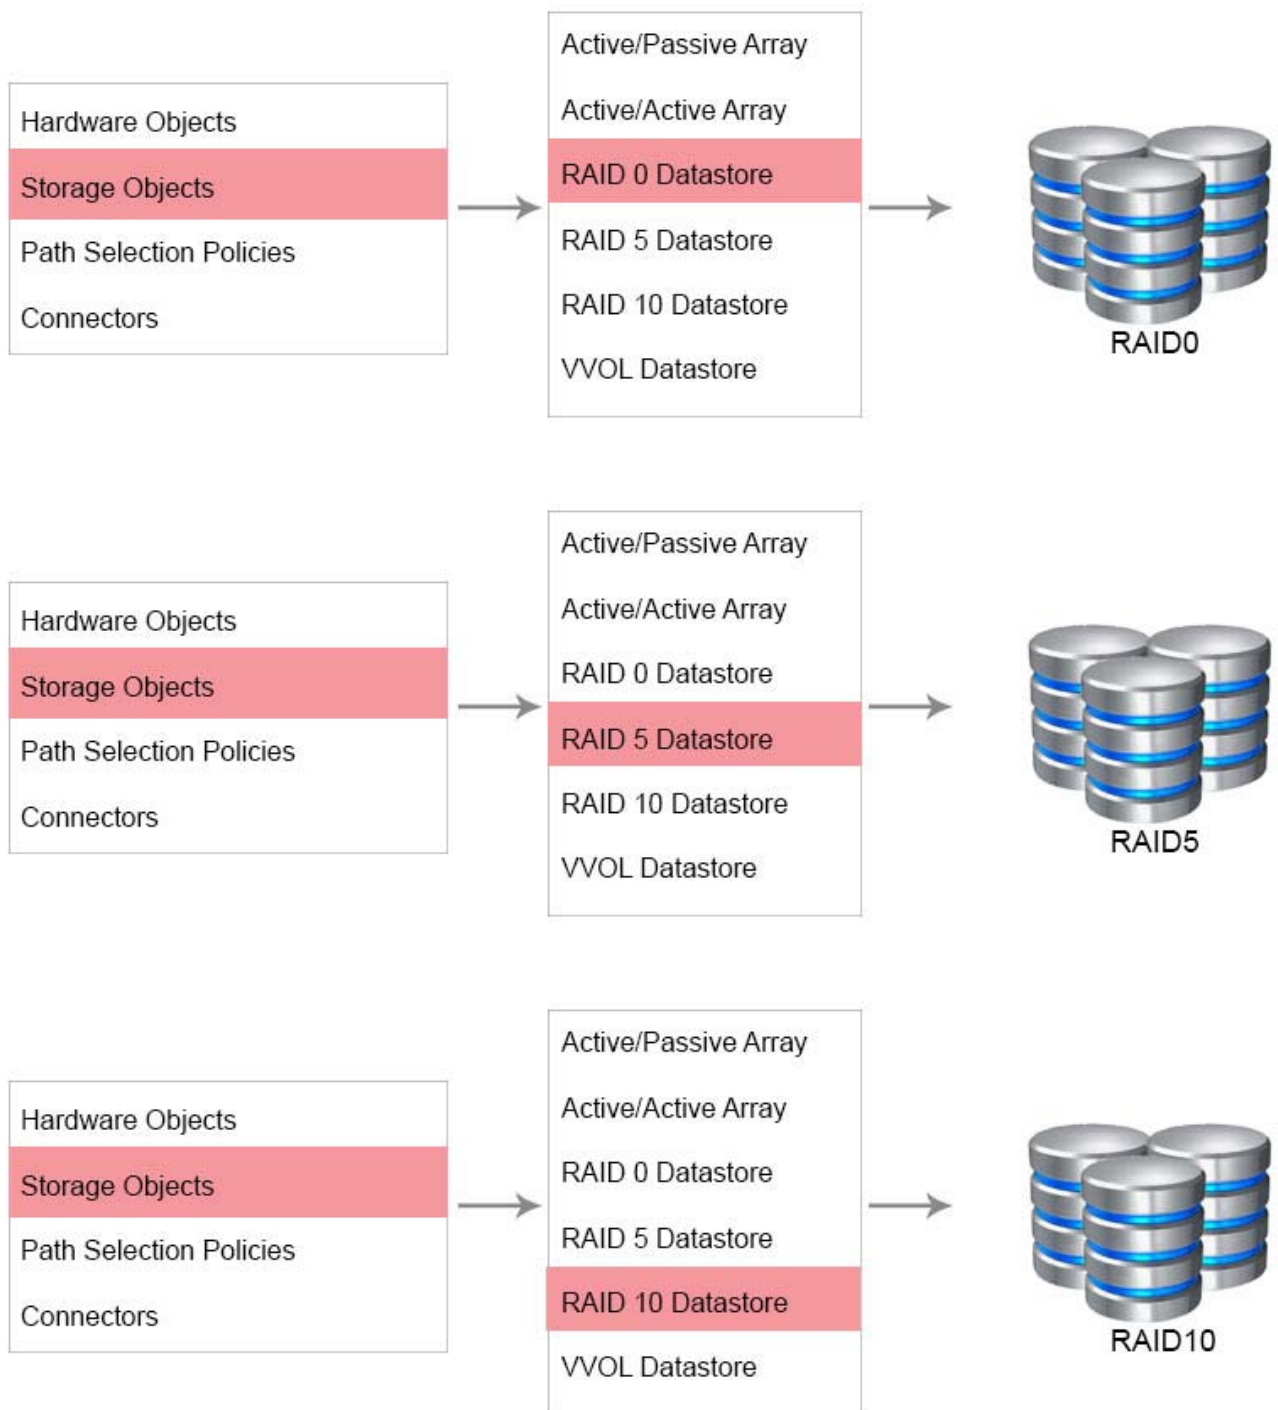 Hardware Objects
Storage Objects
Path Selection Policies
Connectors
Active/Passive Array
Active/Active Array
RAID 0 Datastore
RAID 5 Datastore
RAID 10 Datastore
VVOL Datastore
RAID0
Hardware Objects
Storage Objects
Path Selection Policies
Connectors
Active/Passive Array
Active/Active Array
RAID 0 Datastore
RAID 5 Datastore
RAID 10 Datastore
VVOL Datastore
RAID5
Hardware Objects
Storage Objects
Path Selection Policies
Connectors
Active/Passive Array
Active/Active Array
RAID 0 Datastore
RAID 5 Datastore
RAID 10 Datastore
VVOL Datastore
RAID10